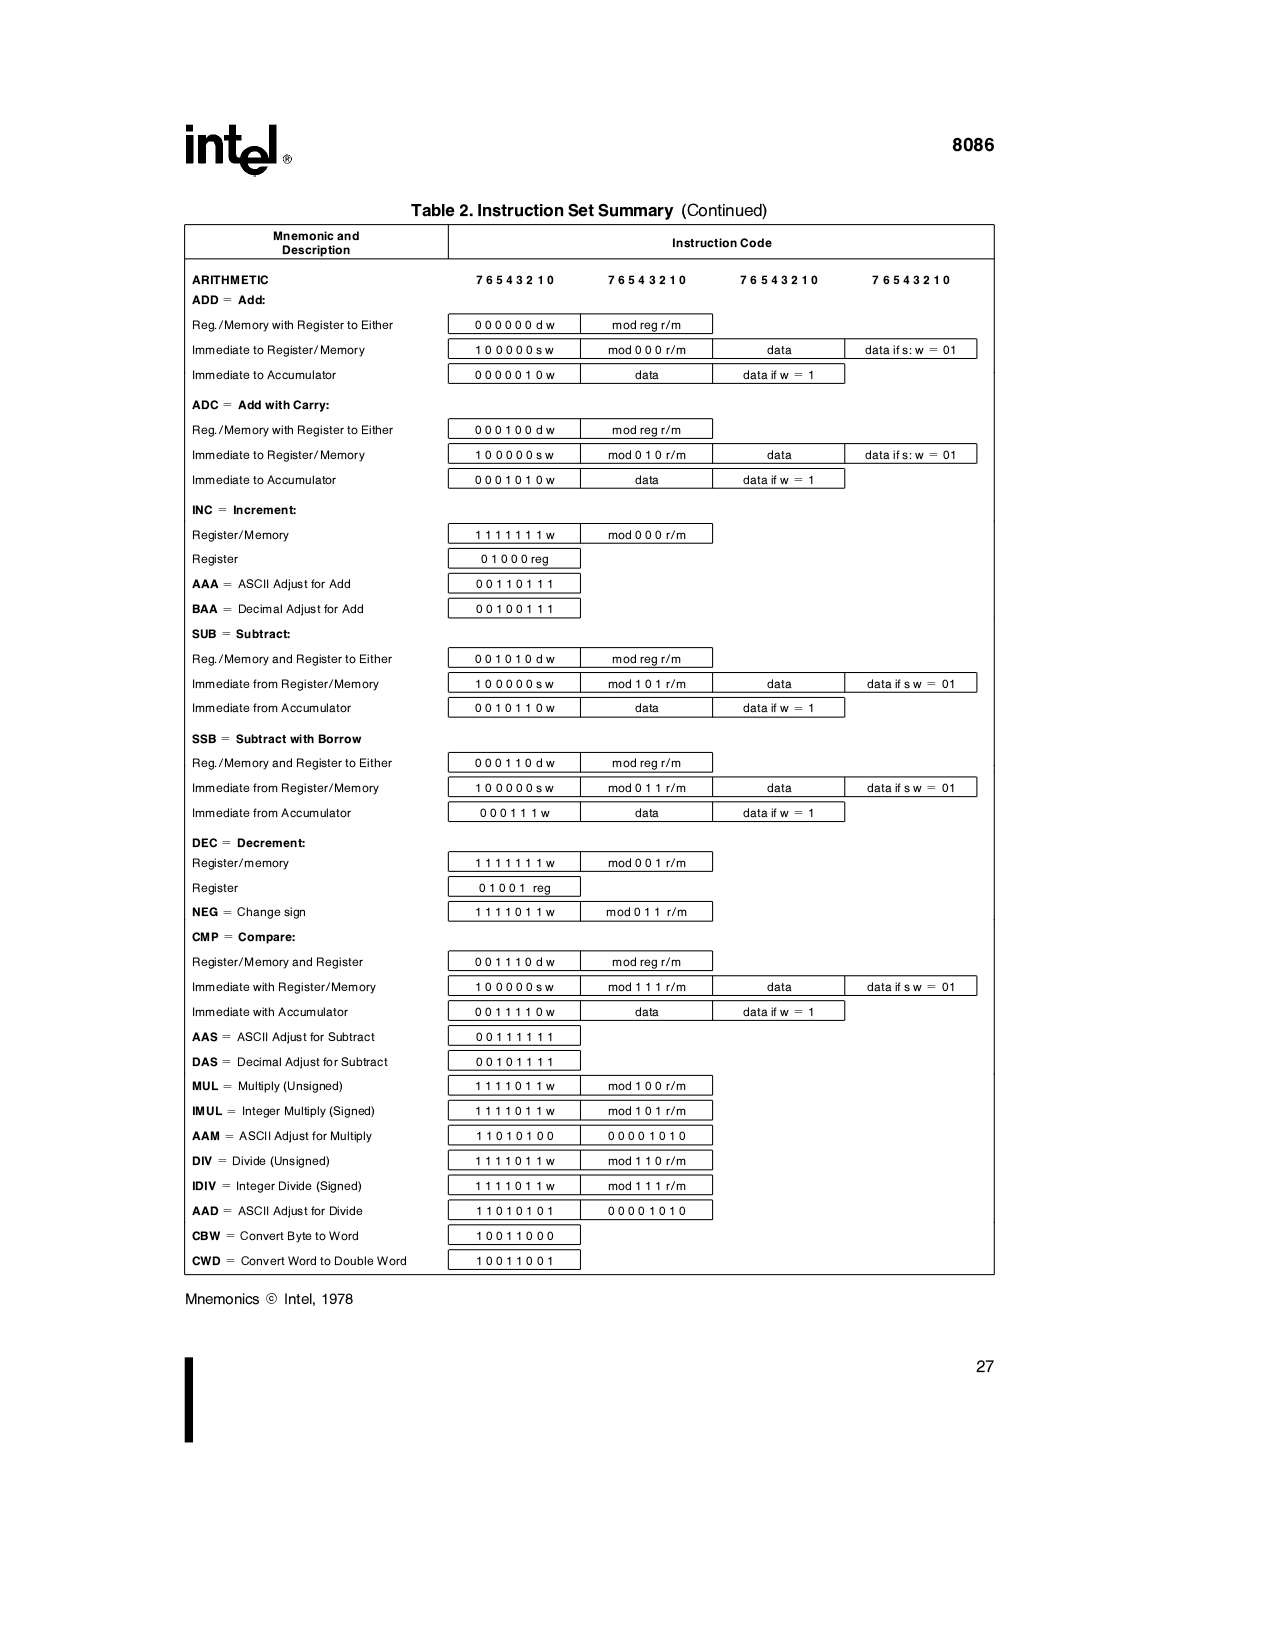 intel®
8086
Table 2. Instruction Set Summary (Continued)
Mnemonic and
Description
Instruction Code
ARITHMETIC 7 6 5 4 3 2 1 0 7 6 5 4 3 2 1 0 7 6 5 4 3 2 1 0 7 6 5 4 3 2 1 0
ADD = Add:
Reg./Memory with Register to Either 0 0 0 0 0 0 d w mod reg r/m
Immediate to Register/Memory 1 0 0 0 0 0 s w mod 0 0 0 r/m data data if s: w = 01
Immediate to Accumulator 0 0 0 0 0 1 0 w data data if w = 1
ADC = Add with Carry:
Reg./Memory with Register to Either 0 0 0 1 0 0 d w mod reg r/m
Immediate to Register/Memory 1 0 0 0 0 0 s w mod 0 1 0 r/m data data if s: w = 01
Immediate to Accumulator 0 0 0 1 0 1 0 w data data if w = 1
INC = Increment:
Register/Memory 1 1 1 1 1 1 1 w mod 0 0 0 r/m
Register 0 1 0 0 0 reg
AAA = ASCII Adjust for Add 0 0 1 1 0 1 1 1
BAA = Decimal Adjust for Add 0 0 1 0 0 1 1 1
SUB = Subtract:
Reg./Memory and Register to Either 0 0 1 0 1 0 d w mod reg r/m
Immediate from Register/Memory 1 0 0 0 0 0 s w mod 1 0 1 r/m data data if s w = 01
Immediate from Accumulator 0 0 1 0 1 1 0 w data data if w = 1
SSB = Subtract with Borrow
Reg./Memory and Register to Either 0 0 0 1 1 0 d w mod reg r/m
Immediate from Register/Memory 1 0 0 0 0 0 s w mod 0 1 1 r/m data data if s w = 01
Immediate from Accumulator 0 0 0 1 1 1 w data data if w = 1
DEC = Decrement:
Register/memory 1 1 1 1 1 1 1 w mod 0 0 1 r/m
Register 0 1 0 0 1 reg
NEG = Change sign 1 1 1 1 0 1 1 w mod 0 1 1 r/m
CMP = Compare:
Register/Memory and Register 0 0 1 1 1 0 d w mod reg r/m
Immediate with Register/Memory 1 0 0 0 0 0 s w mod 1 1 1 r/m data data if s w = 01
Immediate with Accumulator 0 0 1 1 1 1 0 w data data if w = 1
AAS = ASCII Adjust for Subtract 0 0 1 1 1 1 1 1
DAS = Decimal Adjust for Subtract 0 0 1 0 1 1 1 1
MUL = Multiply (Unsigned) 1 1 1 1 0 1 1 w mod 1 0 0 r/m
IMUL = Integer Multiply (Signed) 1 1 1 1 0 1 1 w mod 1 0 1 r/m
AAM = ASCII Adjust for Multiply 1 1 0 1 0 1 0 0 0 0 0 0 1 0 1 0
DIV = Divide (Unsigned) 1 1 1 1 0 1 1 w mod 1 1 0 r/m
IDIV = Integer Divide (Signed) 1 1 1 1 0 1 1 w mod 1 1 1 r/m
AAD = ASCII Adjust for Divide 1 1 0 1 0 1 0 1 0 0 0 0 1 0 1 0
CBW = Convert Byte to Word 1 0 0 1 1 0 0 0
CWD = Convert Word to Double Word 1 0 0 1 1 0 0 1
Mnemonics © Intel, 1978
27